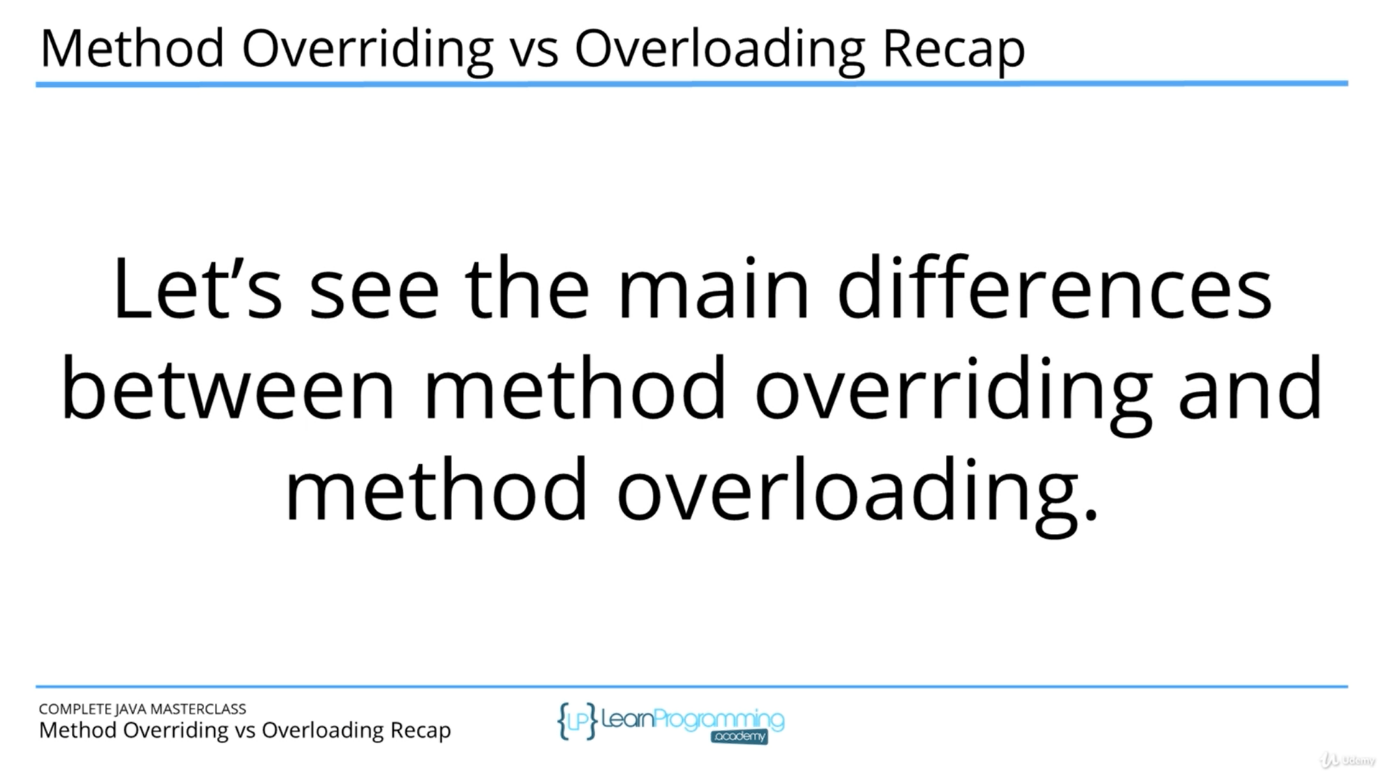 Method Overriding vs Overloading Recap
Let’s see the main differences
between method overriding and
method overloading.
COMPLETE JAVA MASTERCLASS
Method Overriding vs Overloading Recap
{LP} LearnProgramming
.academy
Udemy